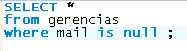 SELECT *
from gerencias
where mail is null ;